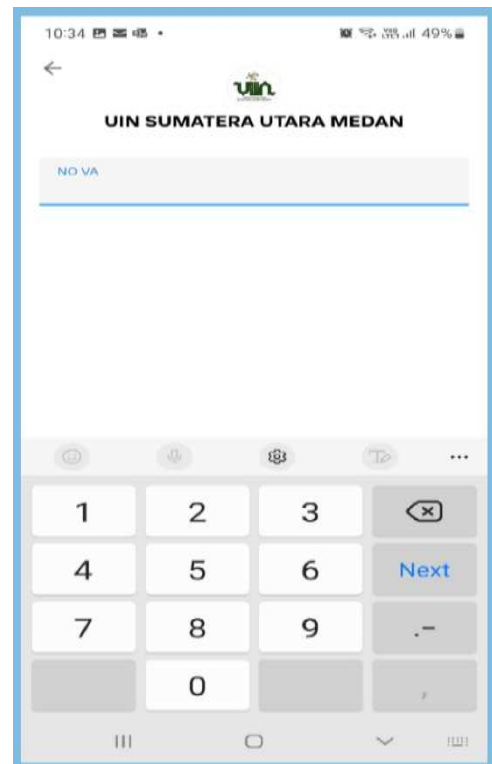 10:34
49%
UIN
UIN SUMATERA UTARA MEDAN
NO VA
1 2 3
4 5 6 Next
7 8 9 .-
0 ,